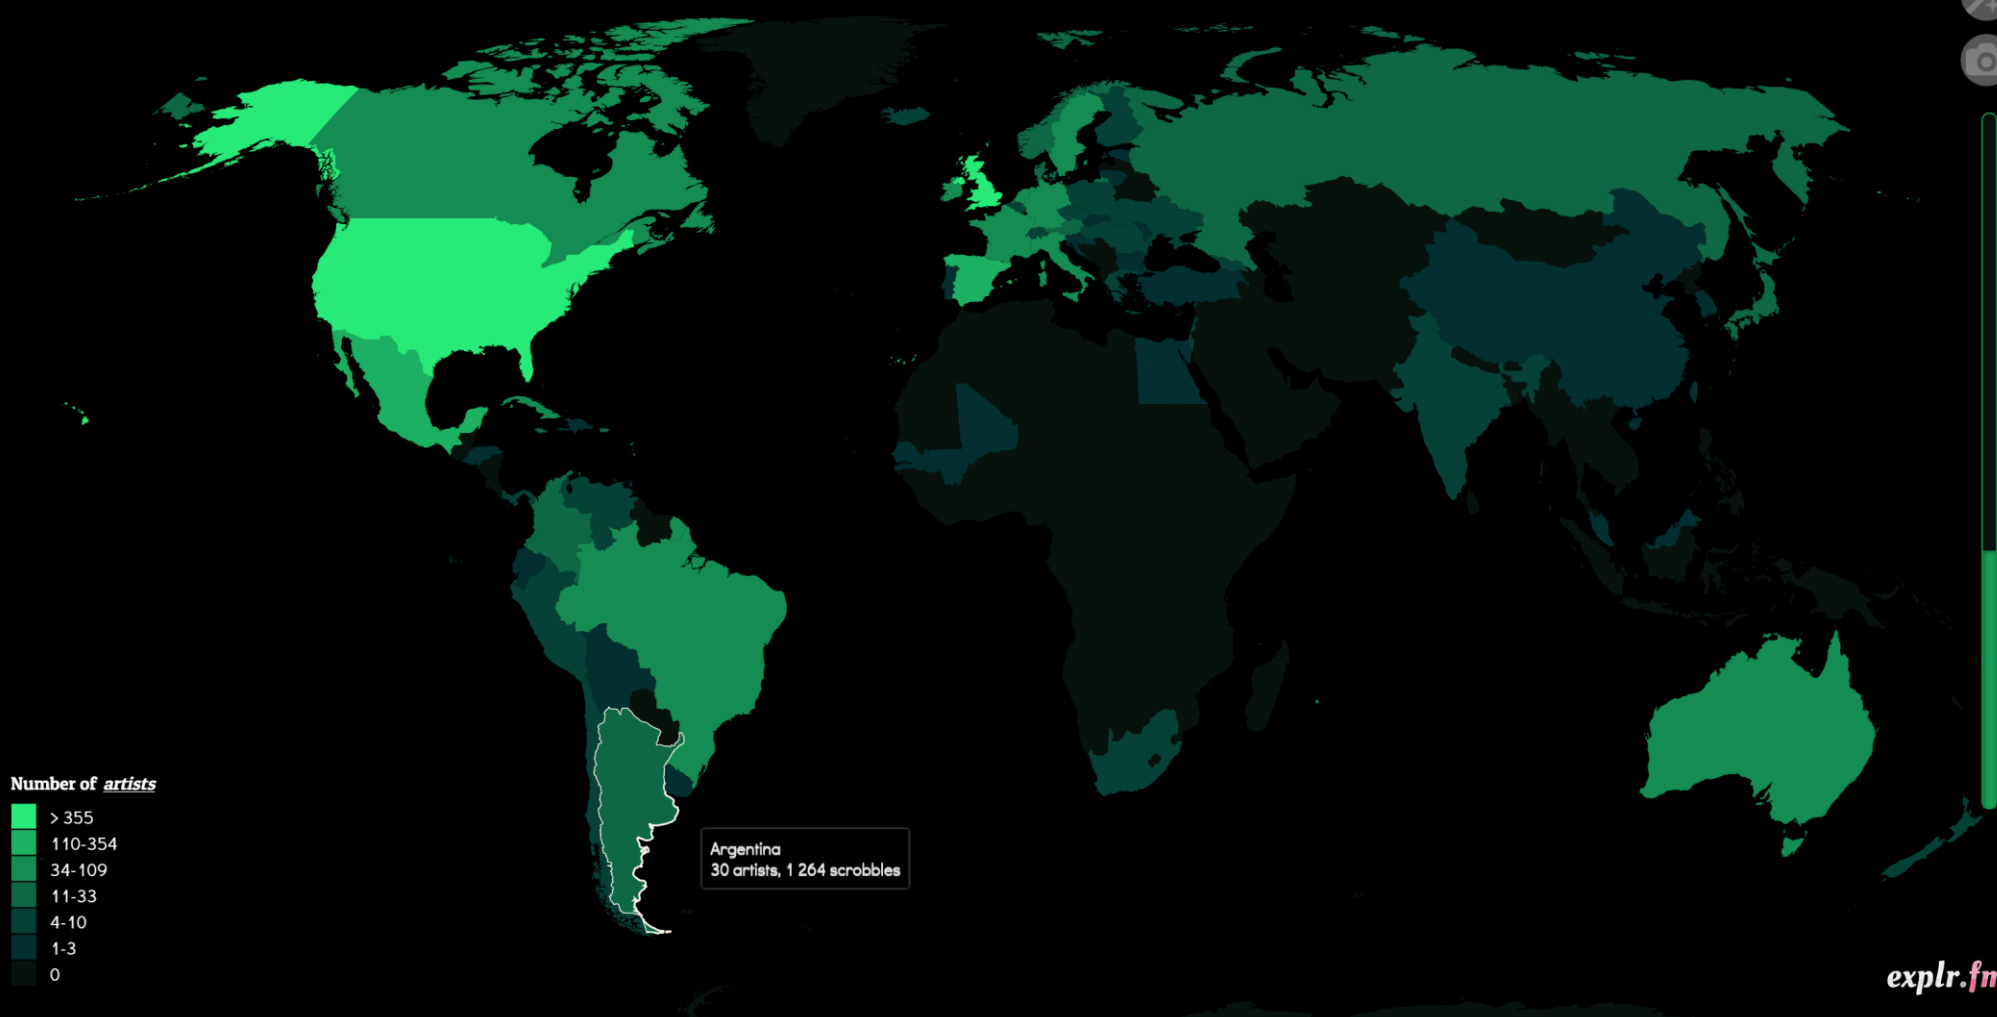 Number of artists
> 355
110-354
34-109
11-33
4-10
1-3
0
Argentina
30 artists, 1 264 scrobbles
explr.fm